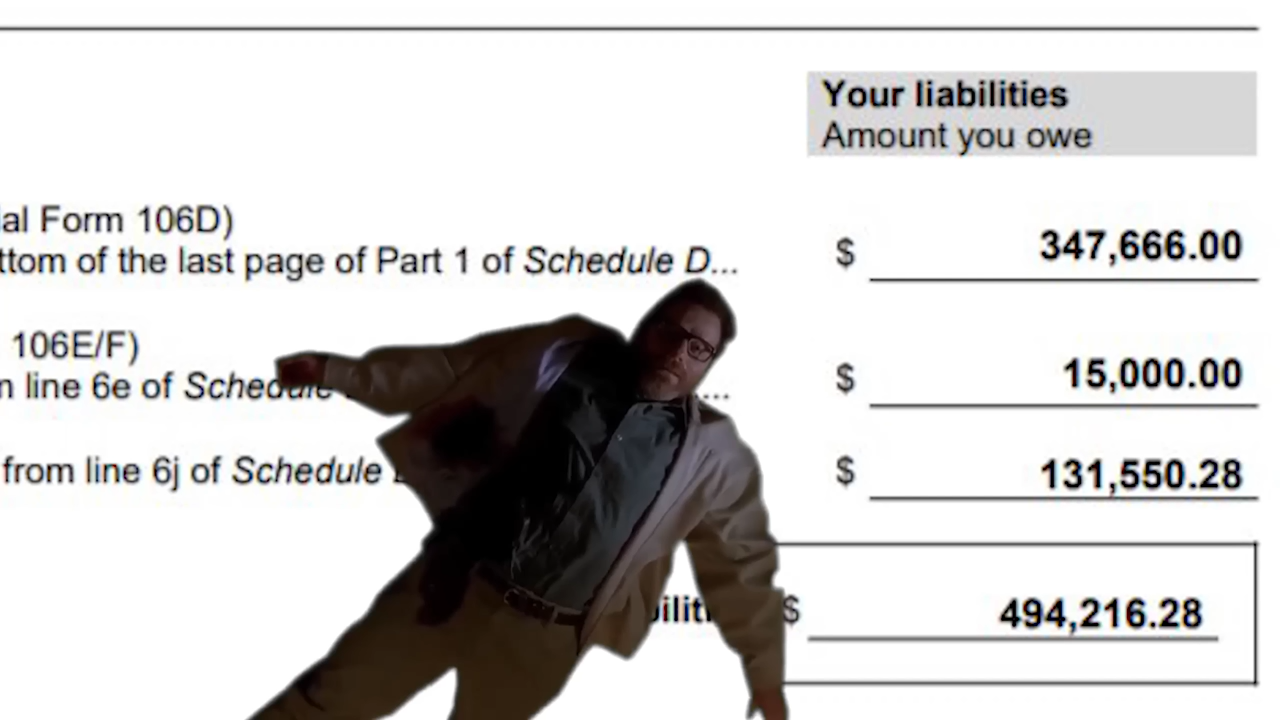 Your liabilities
Amount you owe
al Form 106D)
ttom of the last page of Part 1 of Schedule D...
$ 347,666.00
106E/F)
n line 6e of Schedule ...
$ 15,000.00
from line 6j of Schedule
$ 131,550.28
$ 494,216.28